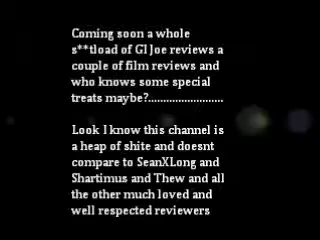 Coming soon a whole
s**tload of GI Joe reviews a
couple of film reviews and
who knows some special
treats maybe?.........................
Look I know this channel is
a heap of shite and doesnt
compare to SeanXLong and
Shartimus and Thew and all
the other much loved and
well respected reviewers